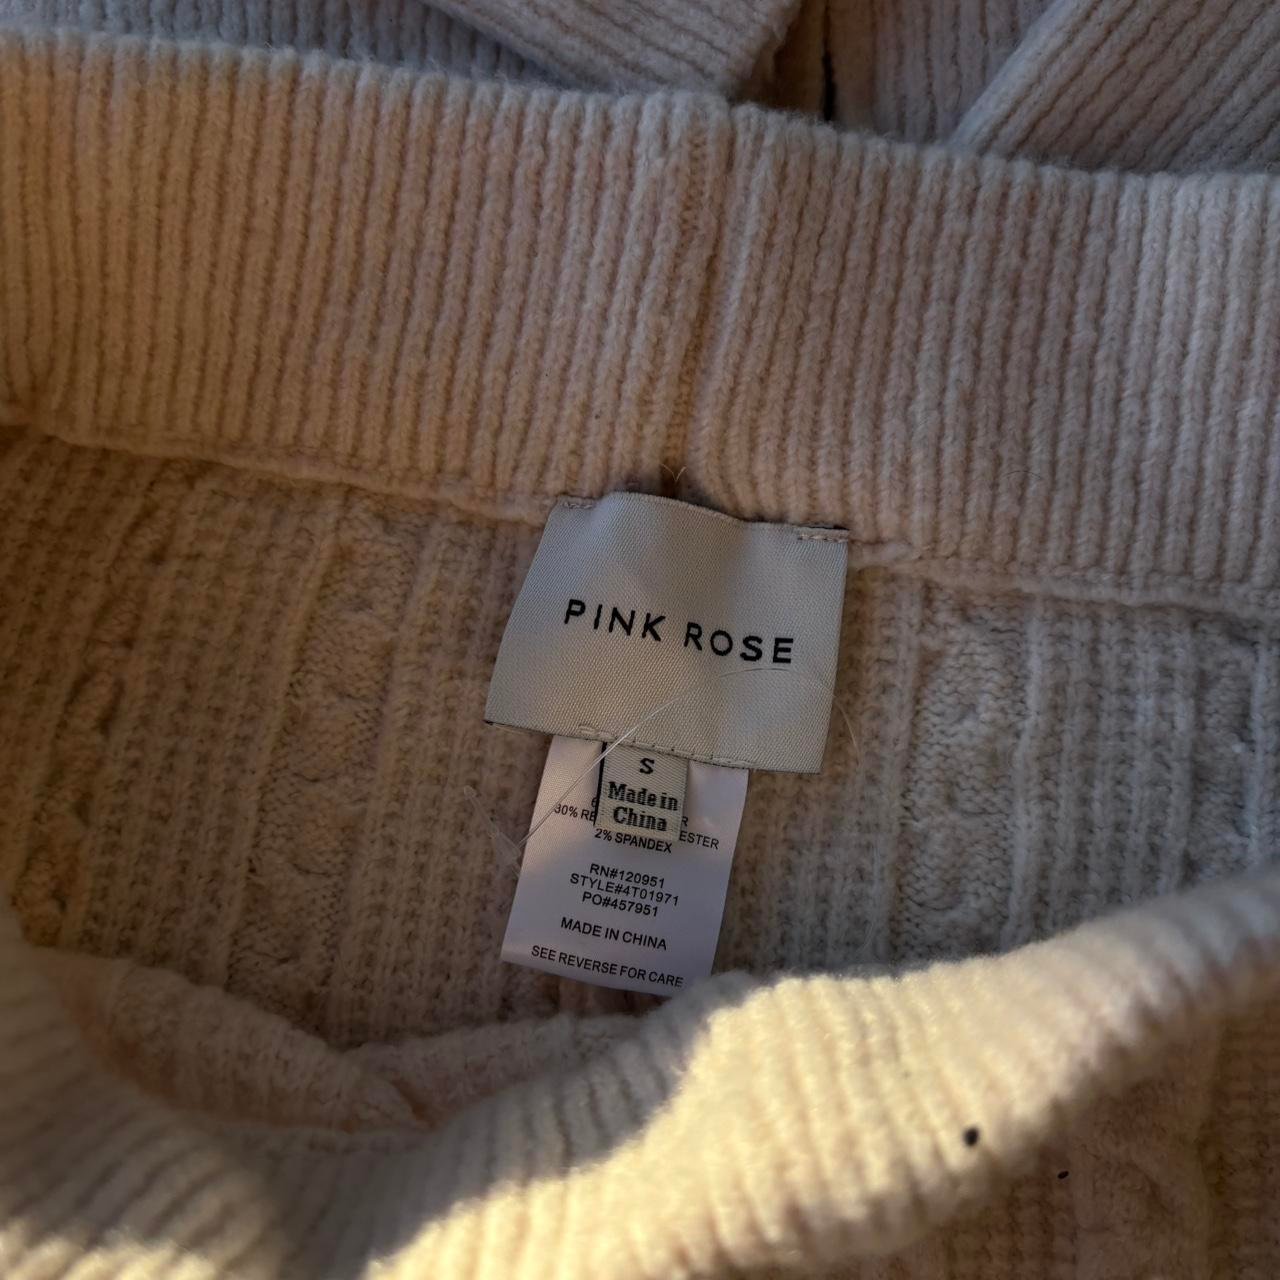 PINK ROSE
S
Made in
China
30% RE
ESTER
2% SPANDEX
RN#120951
STYLE#4T01971
PO#457951
MADE IN CHINA
SEE REVERSE FOR CARE